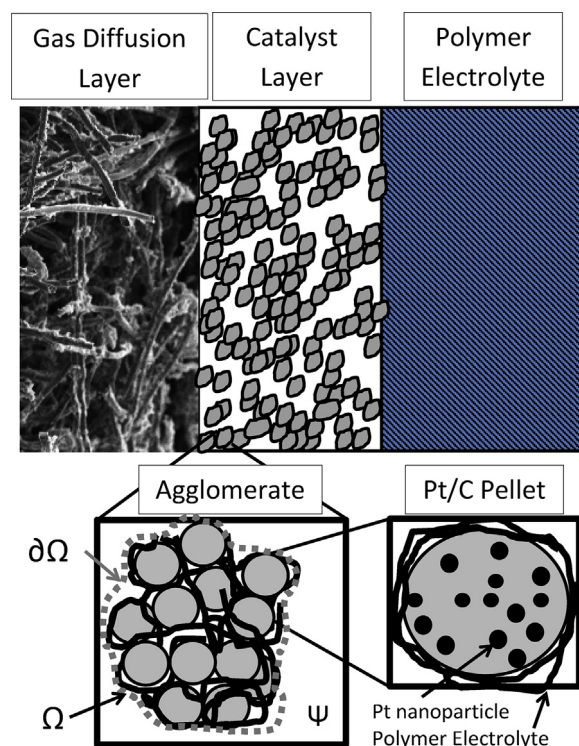 Gas Diffusion
Layer
Catalyst
Layer
Polymer
Electrolyte
Agglomerate
Pt/C Pellet
∂Ω
Ω
Ψ
Pt nanoparticle
Polymer Electrolyte